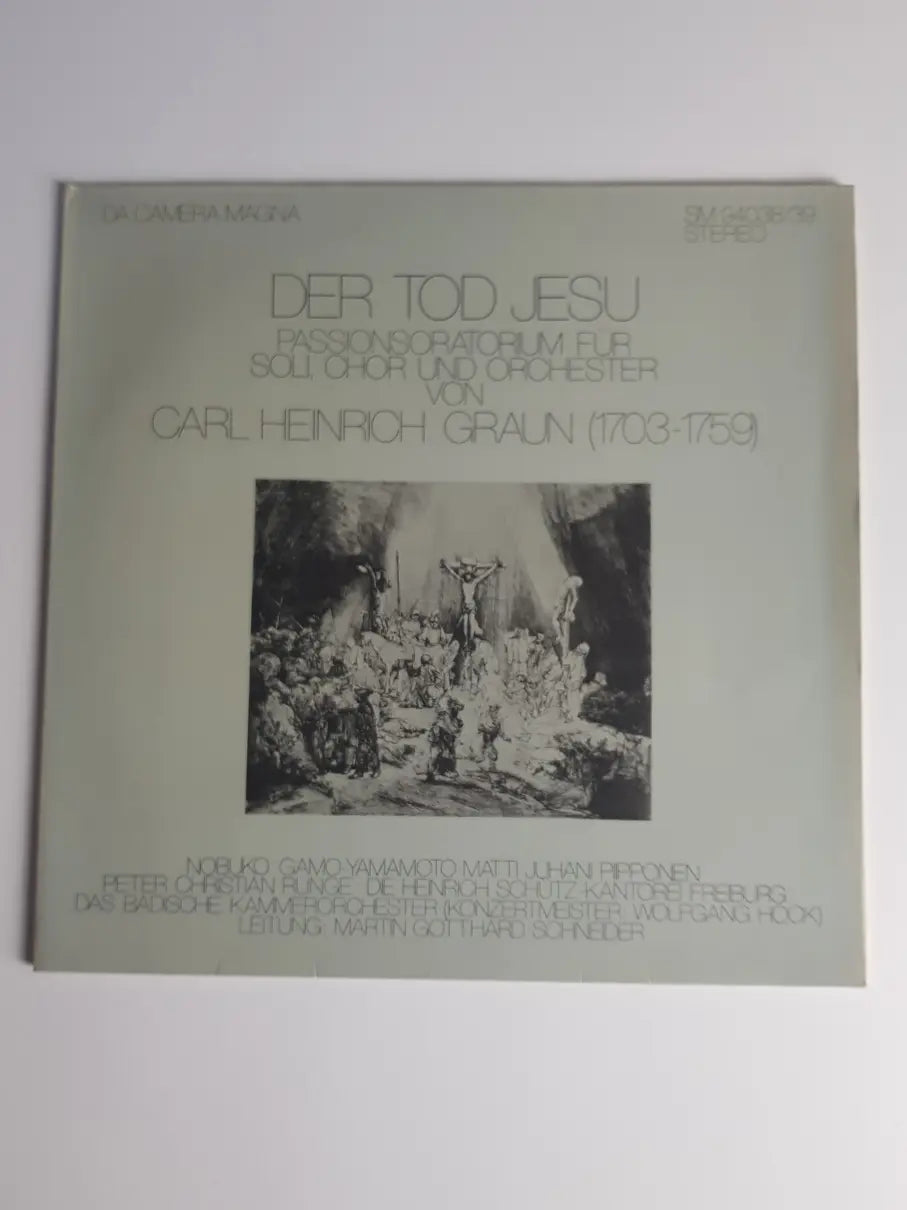 DA CAMERA MAGNA
SM 94038/39
STEREO
DER TOD JESU
PASSIONSORATORIUM FÜR
SOLI, CHOR UND ORCHESTER
VON
CARL HEINRICH GRAUN (1703-1759)
NOBUKO GAMO-YAMAMOTO MATTI JUHANI PIIPPONEN
PETER CHRISTIAN RUNGE DIE HEINRICH SCHÜTZ-KANTOREI FREIBURG
DAS BADISCHE KAMMERORCHESTER (KONZERTMEISTER WOLFGANG HOCK)
LEITUNG: MARTIN GOTTHARD SCHNEIDER